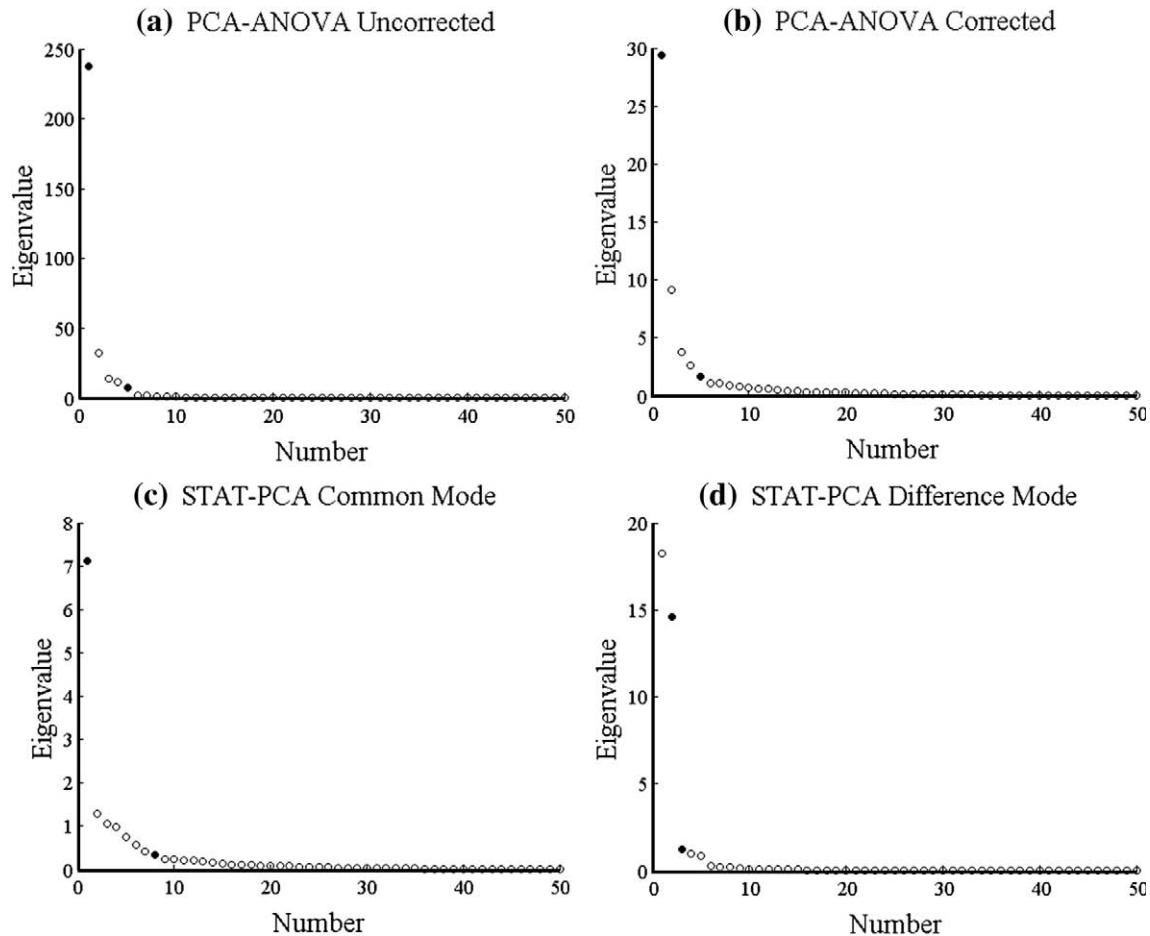 (a) PCA-ANOVA Uncorrected
250
200
150
100
50
0
Eigenvalue
0 10 20 30 40 50
Number
(b) PCA-ANOVA Corrected
30
25
20
15
10
5
0
Eigenvalue
0 10 20 30 40 50
Number
(c) STAT-PCA Common Mode
8
7
6
5
4
3
2
1
0
Eigenvalue
0 10 20 30 40 50
Number
(d) STAT-PCA Difference Mode
20
15
10
5
0
Eigenvalue
0 10 20 30 40 50
Number